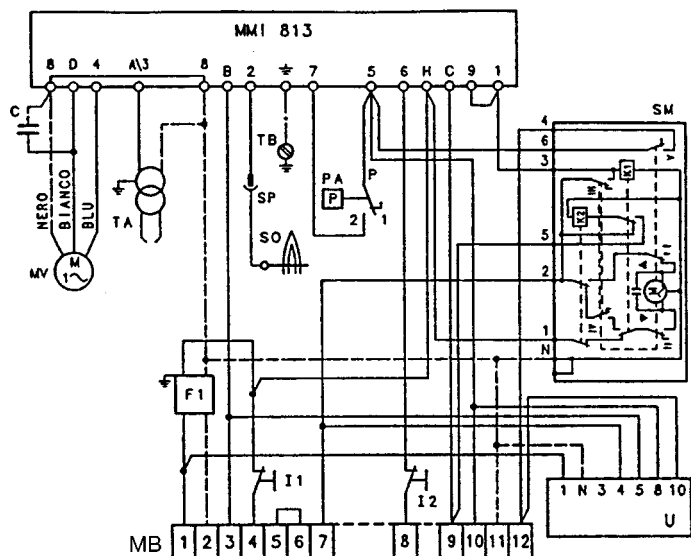 MMI 813
8 D 4 A\3 8 B 2 7 5 6 H C 9 1
C
TB
SP
SO
PA
P
P
2 1
NERO
BIANCO
BLU
TA
MV
M
1
SM
4
6
3
5
2
1
N
K1
K2
M
F1
I1
I2
1 N 3 4 5 8 10
U
MB 1 2 3 4 5 6 7 8 9 10 11 12